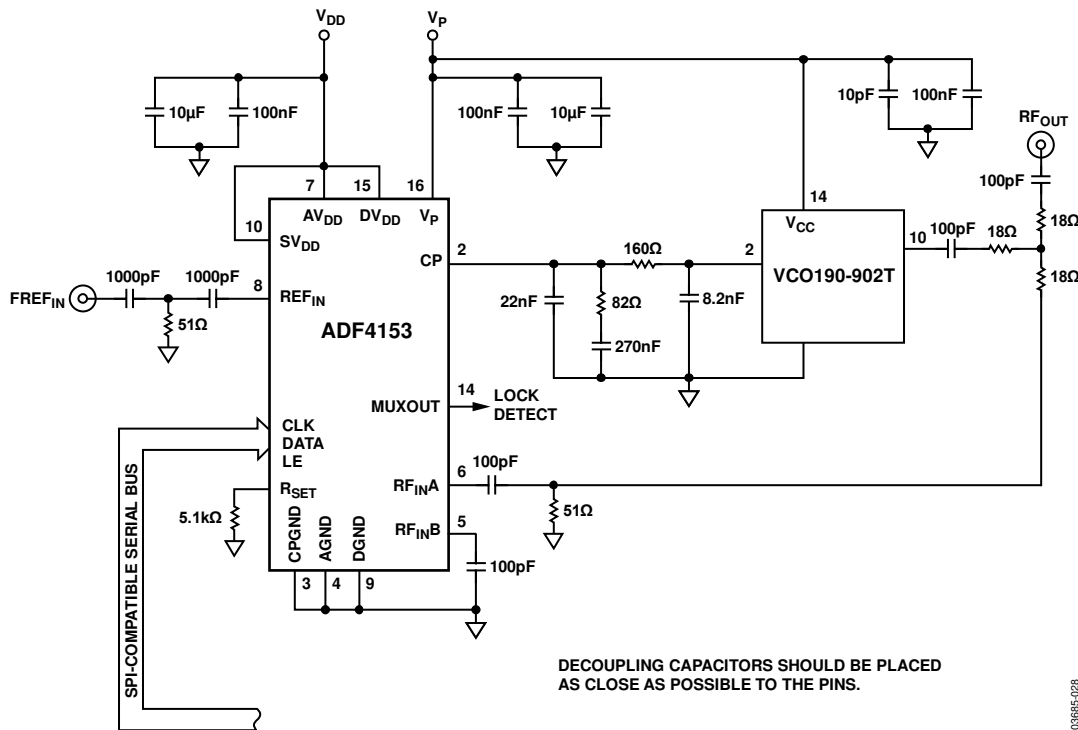 VDD
VP
10µF
100nF
100nF
10µF
10pF
100nF
RFOUT
100pF
18Ω
18Ω
7
15
16
AVDD
DVDD
VP
10
SVDD
14
VCC
VCO190-902T
2
10
100pF
18Ω
CP
2
160Ω
22nF
82Ω
270nF
8.2nF
FREFIN
1000pF
1000pF
51Ω
8
REFIN
ADF4153
MUXOUT
14
LOCK
DETECT
CLK
DATA
LE
RSET
5.1kΩ
RFINA
6
100pF
51Ω
RFINB
5
100pF
CPGND
AGND
DGND
3
4
9
SPI-COMPATIBLE SERIAL BUS
DECOUPLING CAPACITORS SHOULD BE PLACED
AS CLOSE AS POSSIBLE TO THE PINS.
03685-028